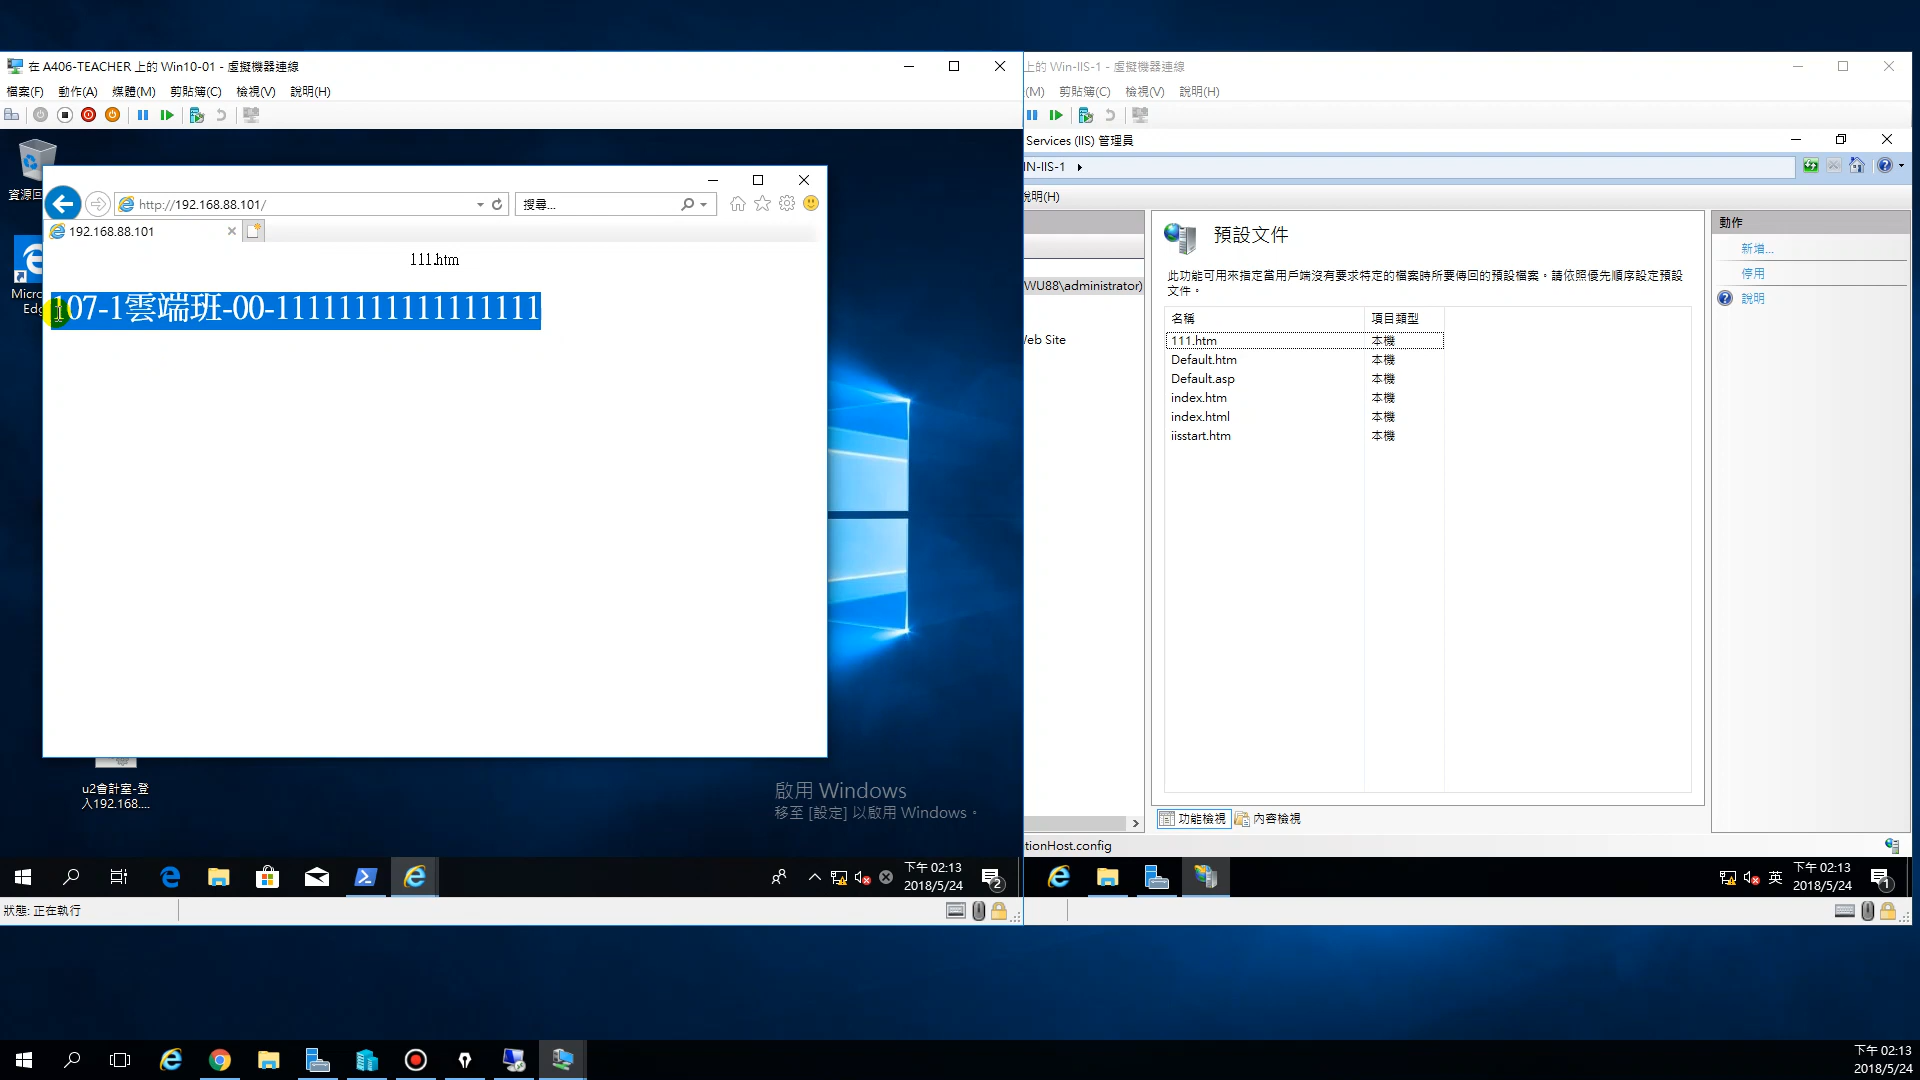 在 A406-TEACHER 上的 Win10-01 - 虛擬機器連線
檔案(F) 動作(A) 媒體(M) 剪貼簿(C) 檢視(V) 說明(H)
資源回
Micro
Edg
http://192.168.88.101/
搜尋...
192.168.88.101
111.htm
107-1雲端班-00-11111111111111111
u2會計室-登
入192.168....
啟用 Windows
移至 [設定] 以啟用 Windows。
下午 02:13
2018/5/24
2
狀態: 正在執行
上的 Win-IIS-1 - 虛擬機器連線
(M) 剪貼簿(C) 檢視(V) 說明(H)
Services (IIS) 管理員
IN-IIS-1
說明(H)
WU88\administrator)
eb Site
預設文件
此功能可用來指定當用戶端沒有要求特定的檔案時所要傳回的預設檔案。請依照優先順序設定預設
文件。
名稱 項目類型
111.htm 本機
Default.htm 本機
Default.asp 本機
index.htm 本機
index.html 本機
iisstart.htm 本機
動作
新增...
停用
說明
功能檢視 內容檢視
tionHost.config
英
下午 02:13
2018/5/24
1
下午 02:13
2018/5/24